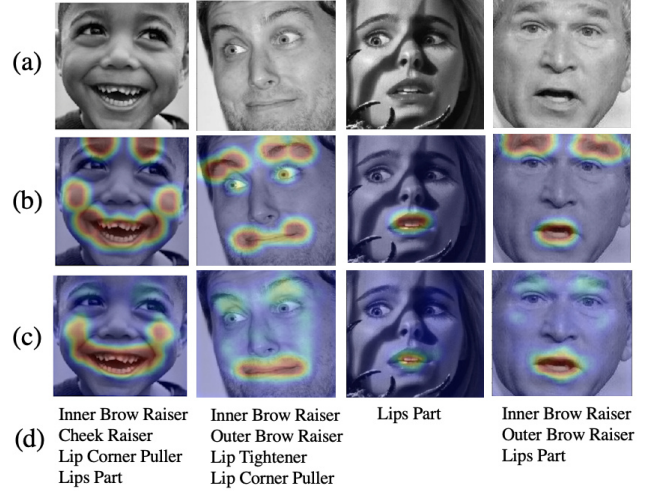 (a)
(b)
(c)
(d)
Inner Brow Raiser
Cheek Raiser
Lip Corner Puller
Lips Part
Inner Brow Raiser
Outer Brow Raiser
Lip Tightener
Lip Corner Puller
Lips Part
Inner Brow Raiser
Outer Brow Raiser
Lips Part